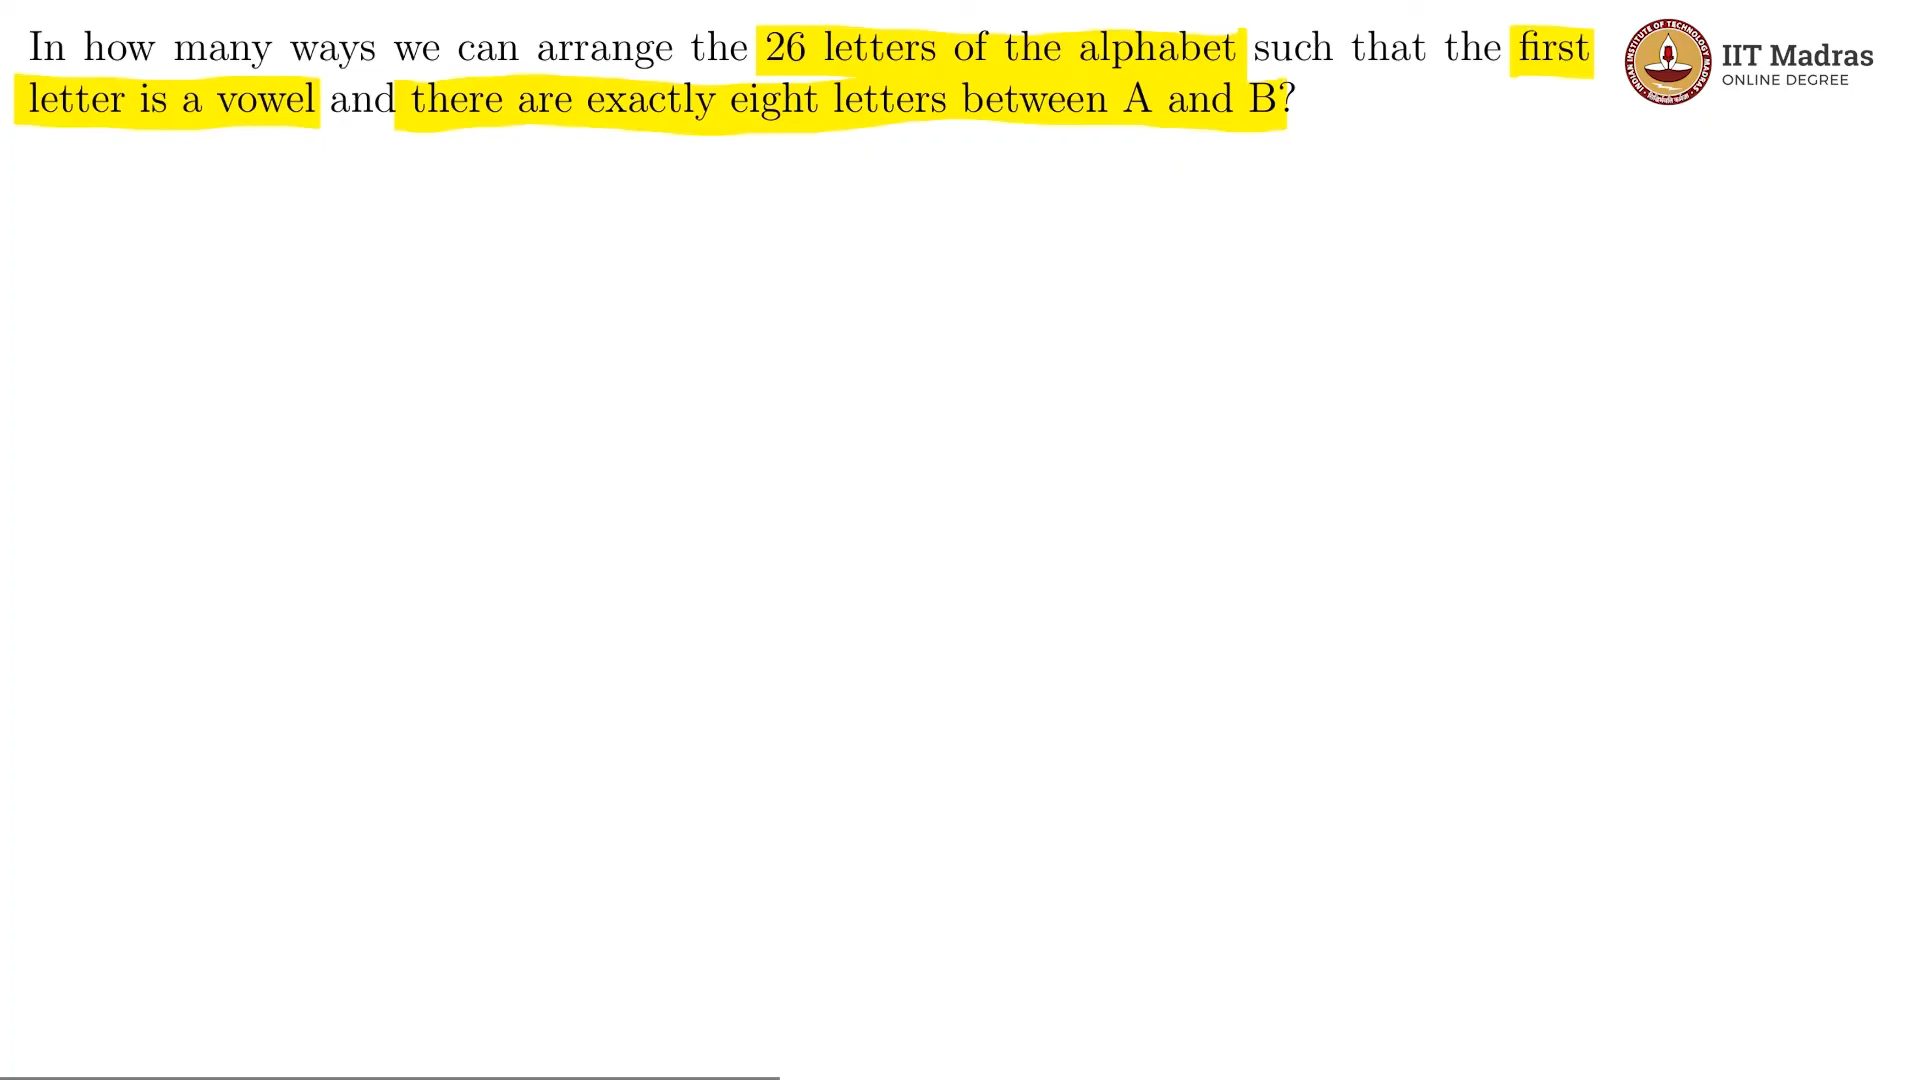 In how many ways we can arrange the 26 letters of the alphabet such that the first
letter is a vowel and there are exactly eight letters between A and B?
IIT Madras
ONLINE DEGREE